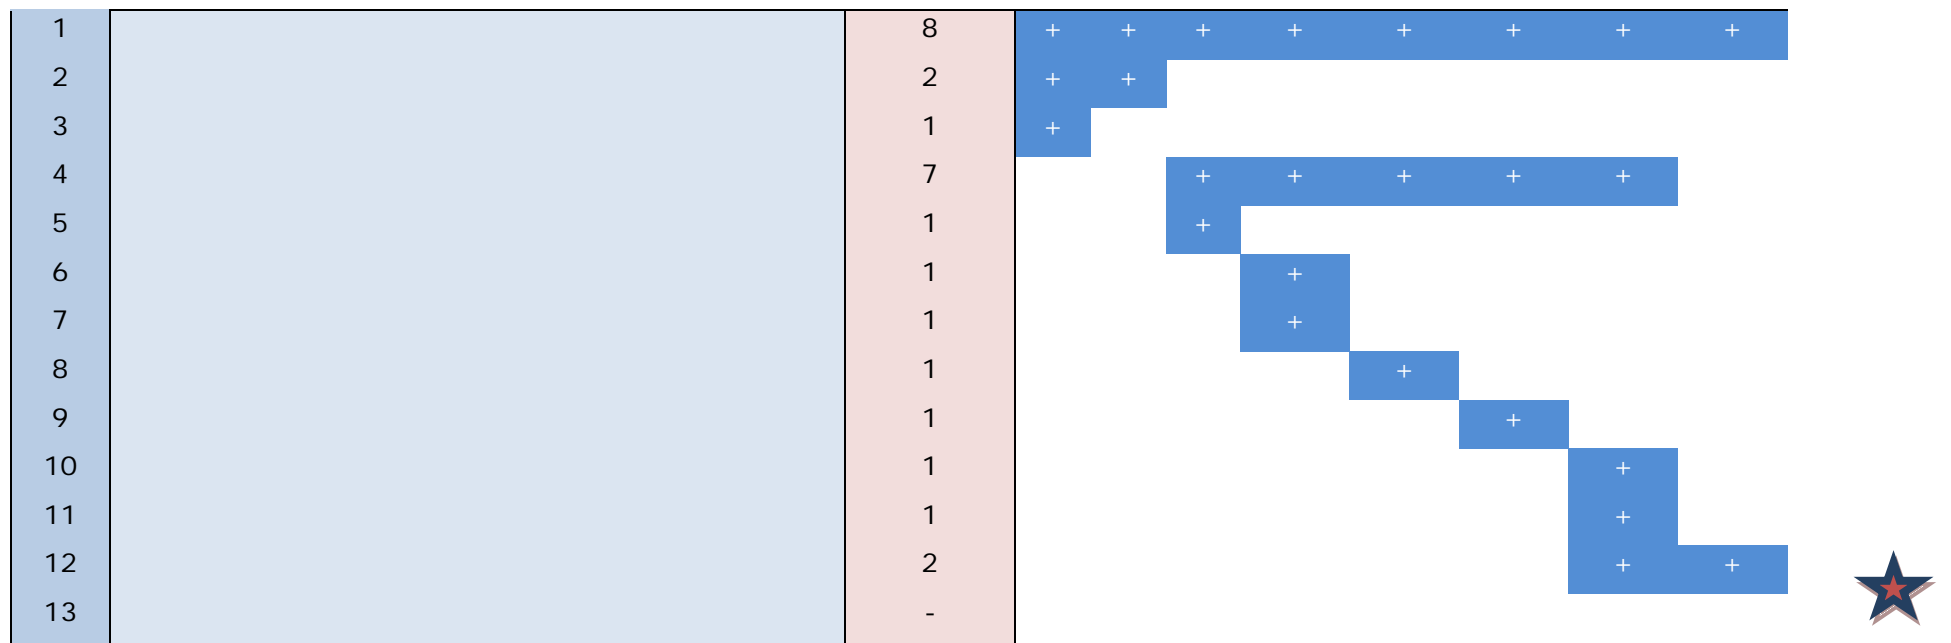 1 8 + + + + + + + +
2 2 + +
3 1 +
4 7 + + + + +
5 1 +
6 1 +
7 1 +
8 1 +
9 1 +
10 1 +
11 1 +
12 2 + +
13 -